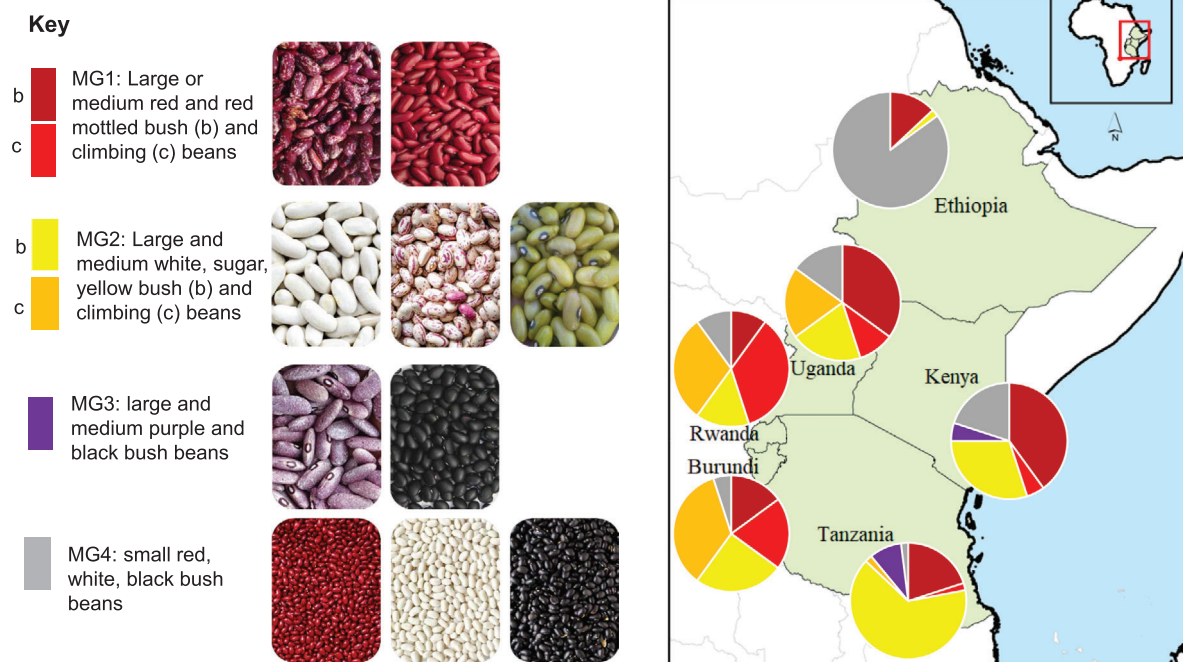 Key
b
c
MG1: Large or
medium red and red
mottled bush (b) and
climbing (c) beans
b
c
MG2: Large and
medium white, sugar,
yellow bush (b) and
climbing (c) beans
MG3: large and
medium purple and
black bush beans
MG4: small red,
white, black bush
beans
N
Ethiopia
Uganda
Kenya
Rwanda
Burundi
Tanzania